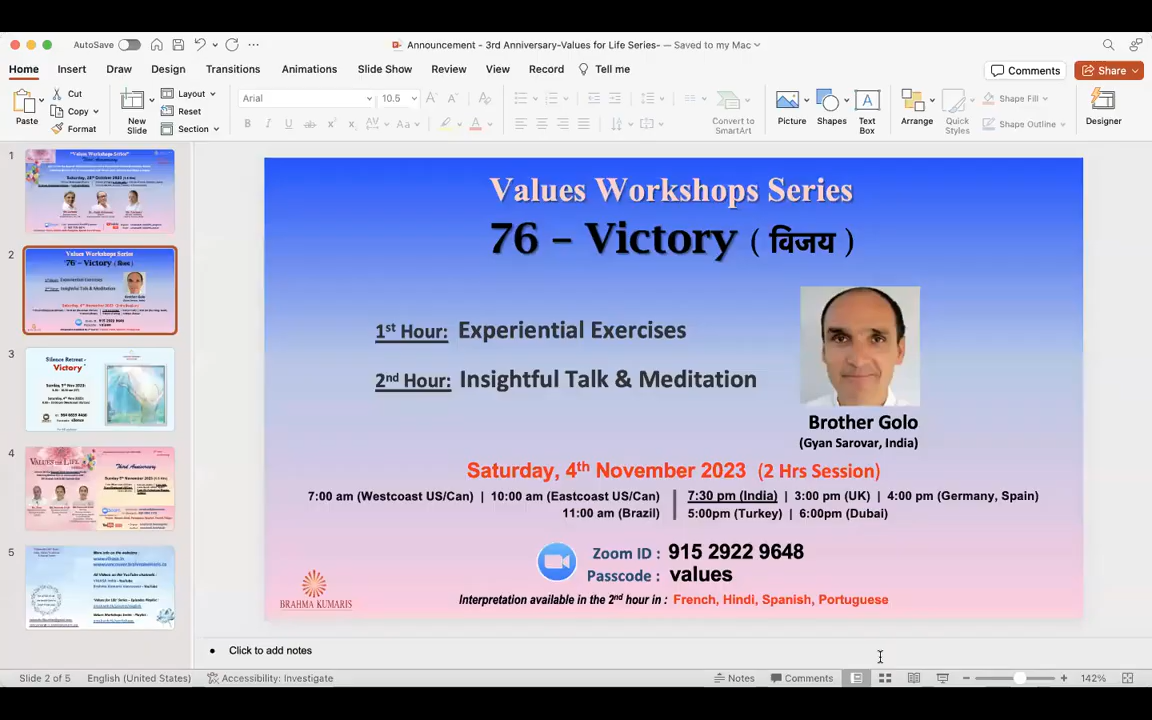 AutoSave
Announcement - 3rd Anniversary-Values for Life Series- — Saved to my Mac
Home Insert Draw Design Transitions Animations Slide Show Review View Record Tell me
Comments Share
Paste Cut Copy Format
New Slide Layout Reset Section
Arial 10.5
Convert to SmartArt
Picture Shapes Text Box Arrange Quick Styles Shape Fill Shape Outline Designer
1
2
3
4
5
Values Workshops Series
76 – Victory ( विजय )
1st Hour: Experiential Exercises
2nd Hour: Insightful Talk & Meditation
Brother Golo
(Gyan Sarovar, India)
Saturday, 4th November 2023 (2 Hrs Session)
7:00 am (Westcoast US/Can) | 10:00 am (Eastcoast US/Can) | 7:30 pm (India) | 3:00 pm (UK) | 4:00 pm (Germany, Spain)
11:00 am (Brazil) | 5:00pm (Turkey) | 6:00pm (Dubai)
Zoom ID : 915 2922 9648
Passcode : values
Interpretation available in the 2nd hour in : French, Hindi, Spanish, Portuguese
BRAHMA KUMARIS
Click to add notes
Slide 2 of 5 English (United States) Accessibility: Investigate Notes Comments 142%